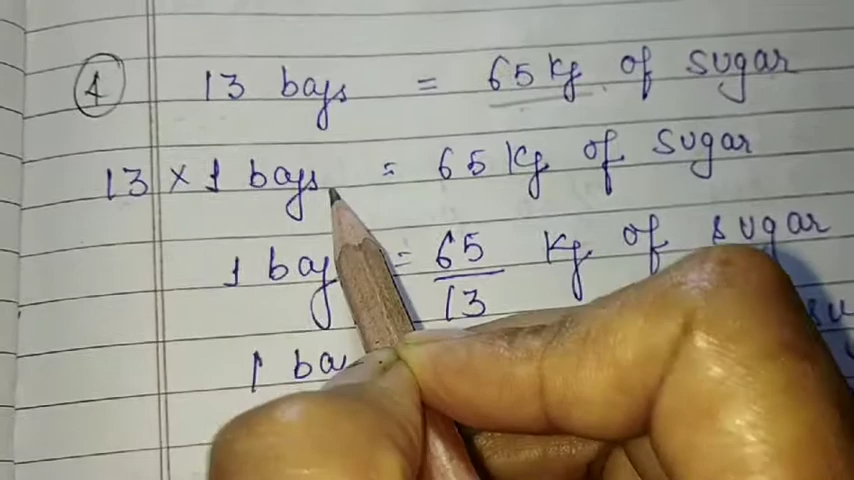 4 13 bags = 65 kg of sugar
13 × 1 bags = 65 kg of sugar
1 bag = 65/13 kg of sugar
1 ba su